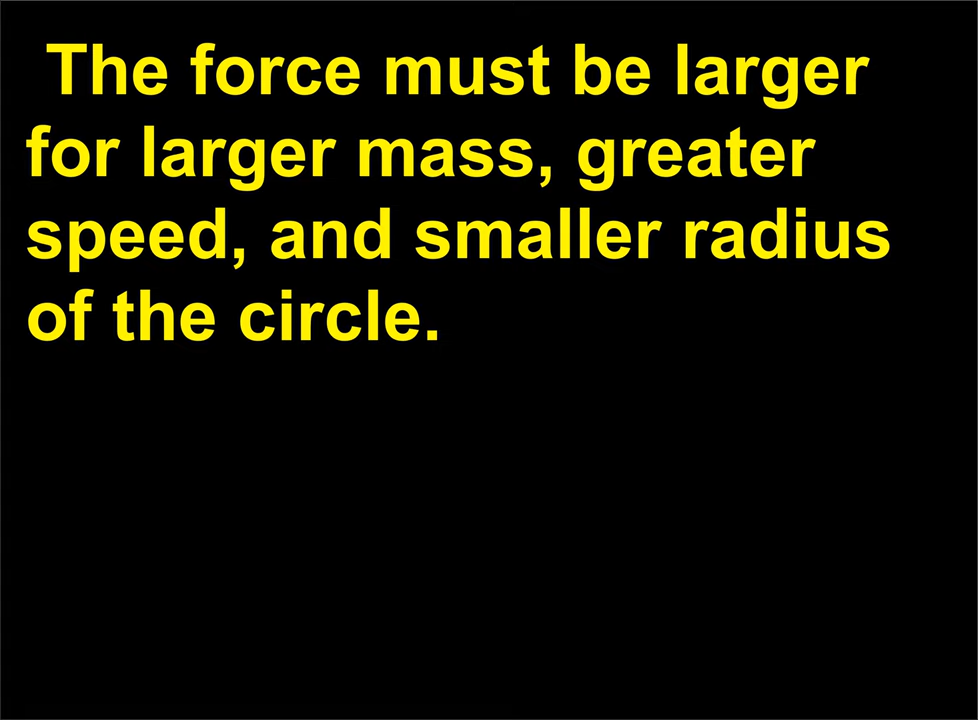 The force must be larger
for larger mass, greater
speed, and smaller radius
of the circle.